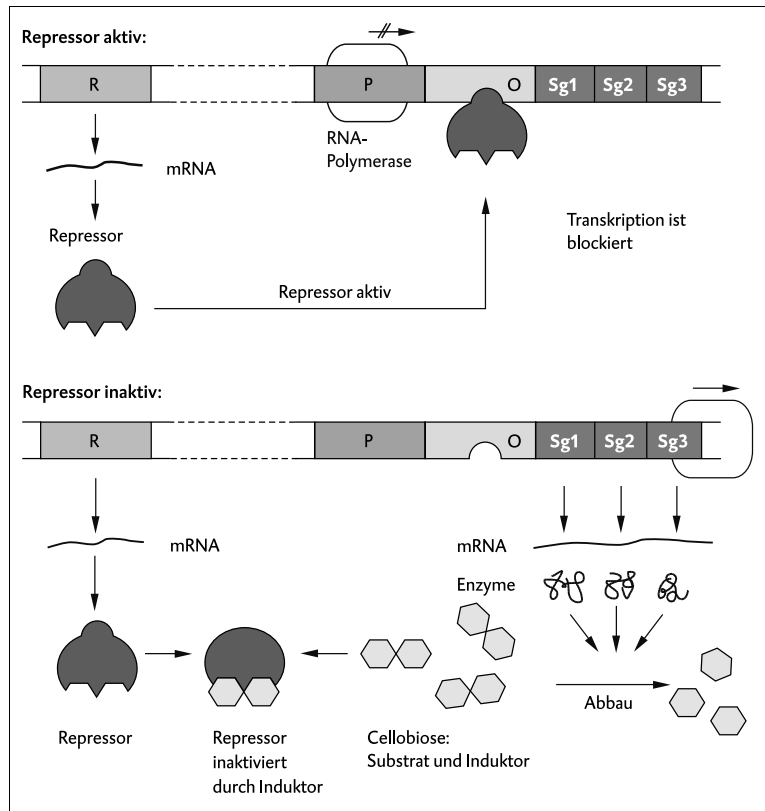 Repressor aktiv:
R
P
O
Sg1
Sg2
Sg3
RNA-
Polymerase
mRNA
Repressor
Transkription ist
blockiert
Repressor aktiv
Repressor inaktiv:
R
P
O
Sg1
Sg2
Sg3
mRNA
mRNA
Enzyme
Abbau
Repressor
Repressor
inaktiviert
durch Induktor
Cellobiose:
Substrat und Induktor